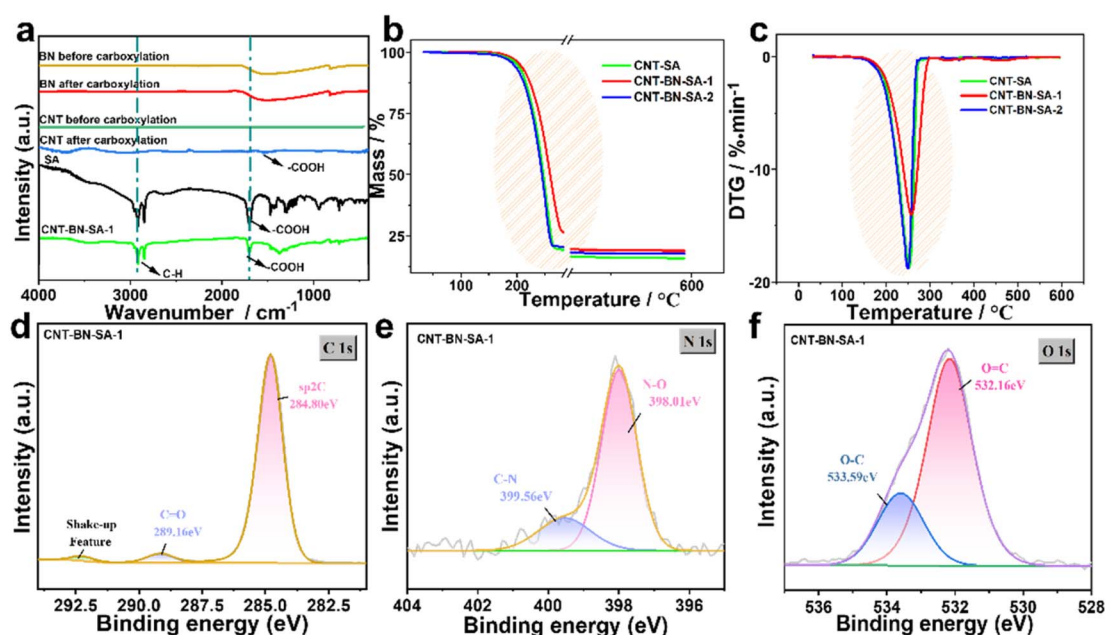 a
BN before carboxylation
BN after carboxylation
CNT before carboxylation
CNT after carboxylation
-COOH
SA
-COOH
CNT-BN-SA-1
-COOH
C-H
Intensity (a.u.)
4000 3000 2000 1000
Wavenumber / cm-1
b
CNT-SA
CNT-BN-SA-1
CNT-BN-SA-2
Mass / %
100
75
50
25
200 600
Temperature / °C
c
CNT-SA
CNT-BN-SA-1
CNT-BN-SA-2
DTG / %•min-1
0
-10
-20
0 100 200 300 400 500 600
Temperature / °C
d
CNT-BN-SA-1
C 1s
sp2C
284.80eV
C=O
289.16eV
Shake-up
Feature
Intensity (a.u.)
292.5 290.0 287.5 285.0 282.5
Binding energy (eV)
e
CNT-BN-SA-1
N 1s
N-O
398.01eV
C-N
399.56eV
Intensity (a.u.)
404 402 400 398 396
Binding energy (eV)
f
CNT-BN-SA-1
O 1s
O=C
532.16eV
O-C
533.59eV
Intensity (a.u.)
536 534 532 530 528
Binding energy (eV)